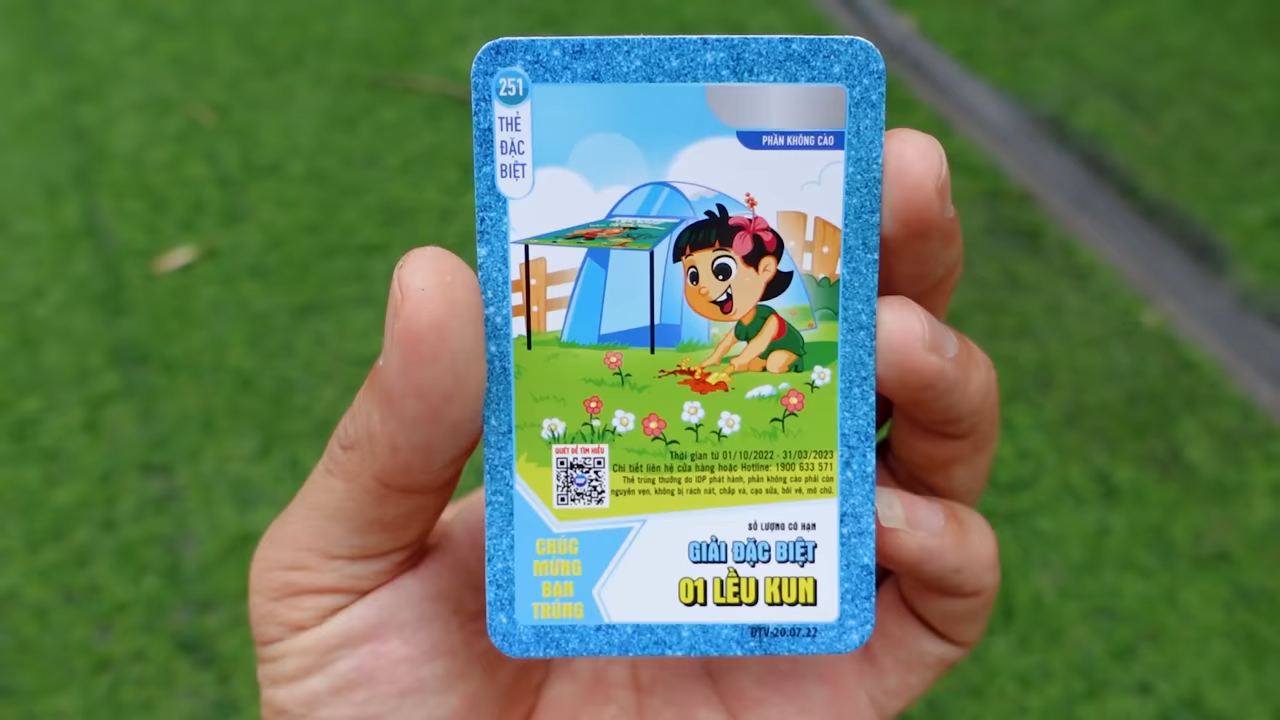 251
THẺ
ĐẶC
BIỆT
PHẦN KHÔNG CÀO
QUÉT ĐỂ TÌM HIỂU
Thời gian từ 01/10/2022 - 31/03/2023
Chi tiết liên hệ cửa hàng hoặc Hotline: 1900 633 571
Thẻ trúng thưởng do IDP phát hành, phần không cào phải còn
nguyên vẹn, không bị rách nát, chắp vá, cạo sửa, bôi vẽ, mờ chữ.
SỐ LƯỢNG CÓ HẠN
GIẢI ĐẶC BIỆT
01 LỀU KUN
CHÚC
MỪNG
BẠN
TRÚNG
DTV-20.07.22